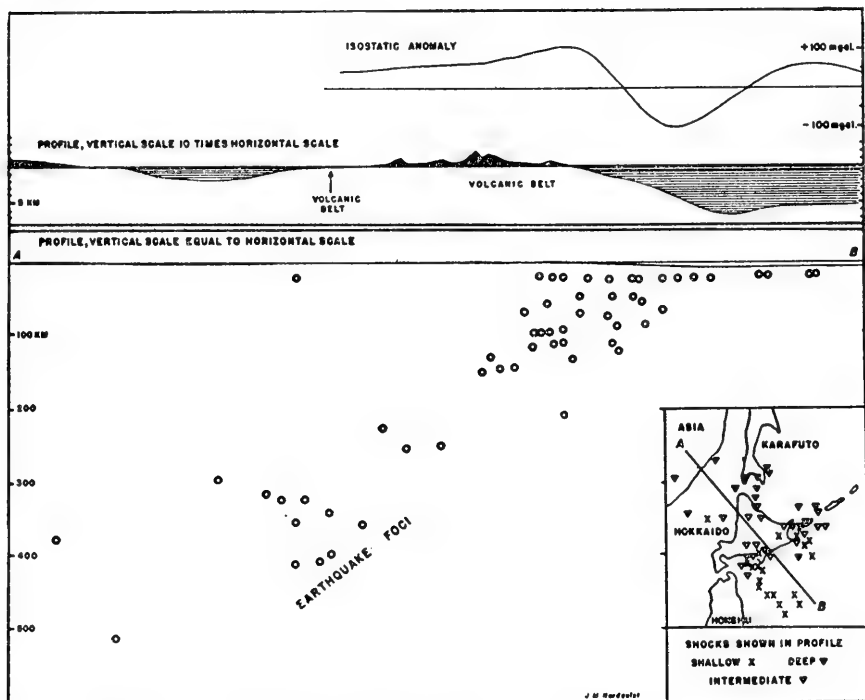 ISOSTATIC ANOMALY
+100 mgal.
-100 mgal.
PROFILE, VERTICAL SCALE 10 TIMES HORIZONTAL SCALE
VOLCANIC BELT
VOLCANIC
BELT
5 KM
PROFILE, VERTICAL SCALE EQUAL TO HORIZONTAL SCALE
A
B
100 KM
200
300
400
500
EARTHQUAKE FOCI
ASIA
A
KARAFUTO
HOKKAIDO
B
HONSHU
SHOCKS SHOWN IN PROFILE
SHALLOW X DEEP ▼
INTERMEDIATE ▽
J M Nordquist